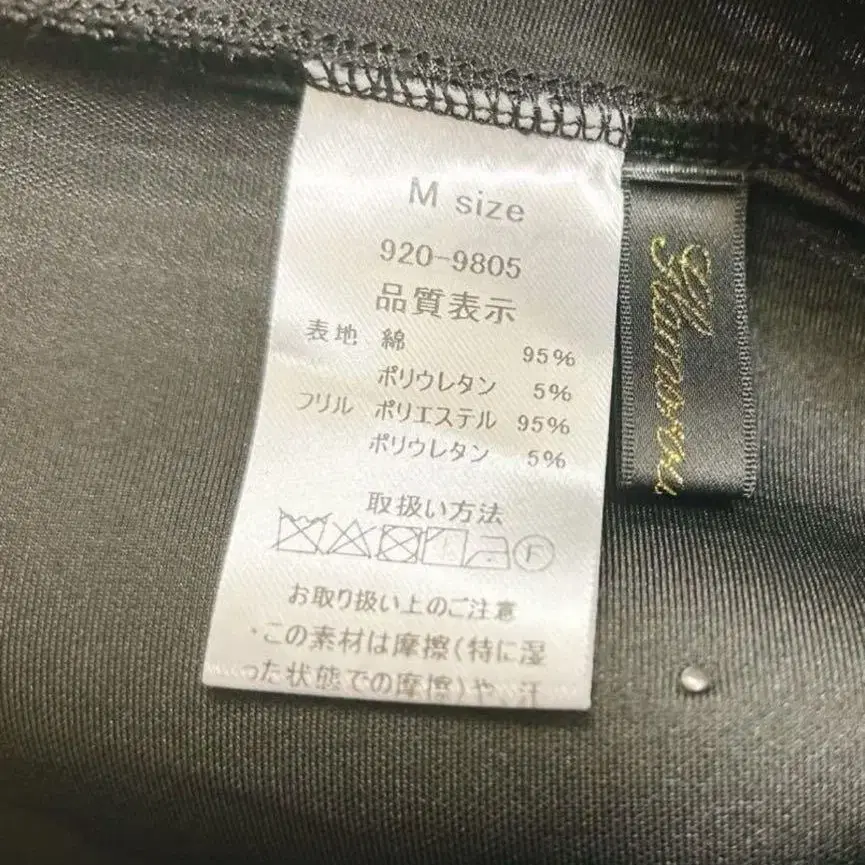 M size
920-9805
品質表示
表地 綿 95%
ポリウレタン 5%
フリル ポリエステル 95%
ポリウレタン 5%
取扱い方法
F
お取り扱い上のご注意
・この素材は摩擦(特に湿
った状態での摩擦)や、汗